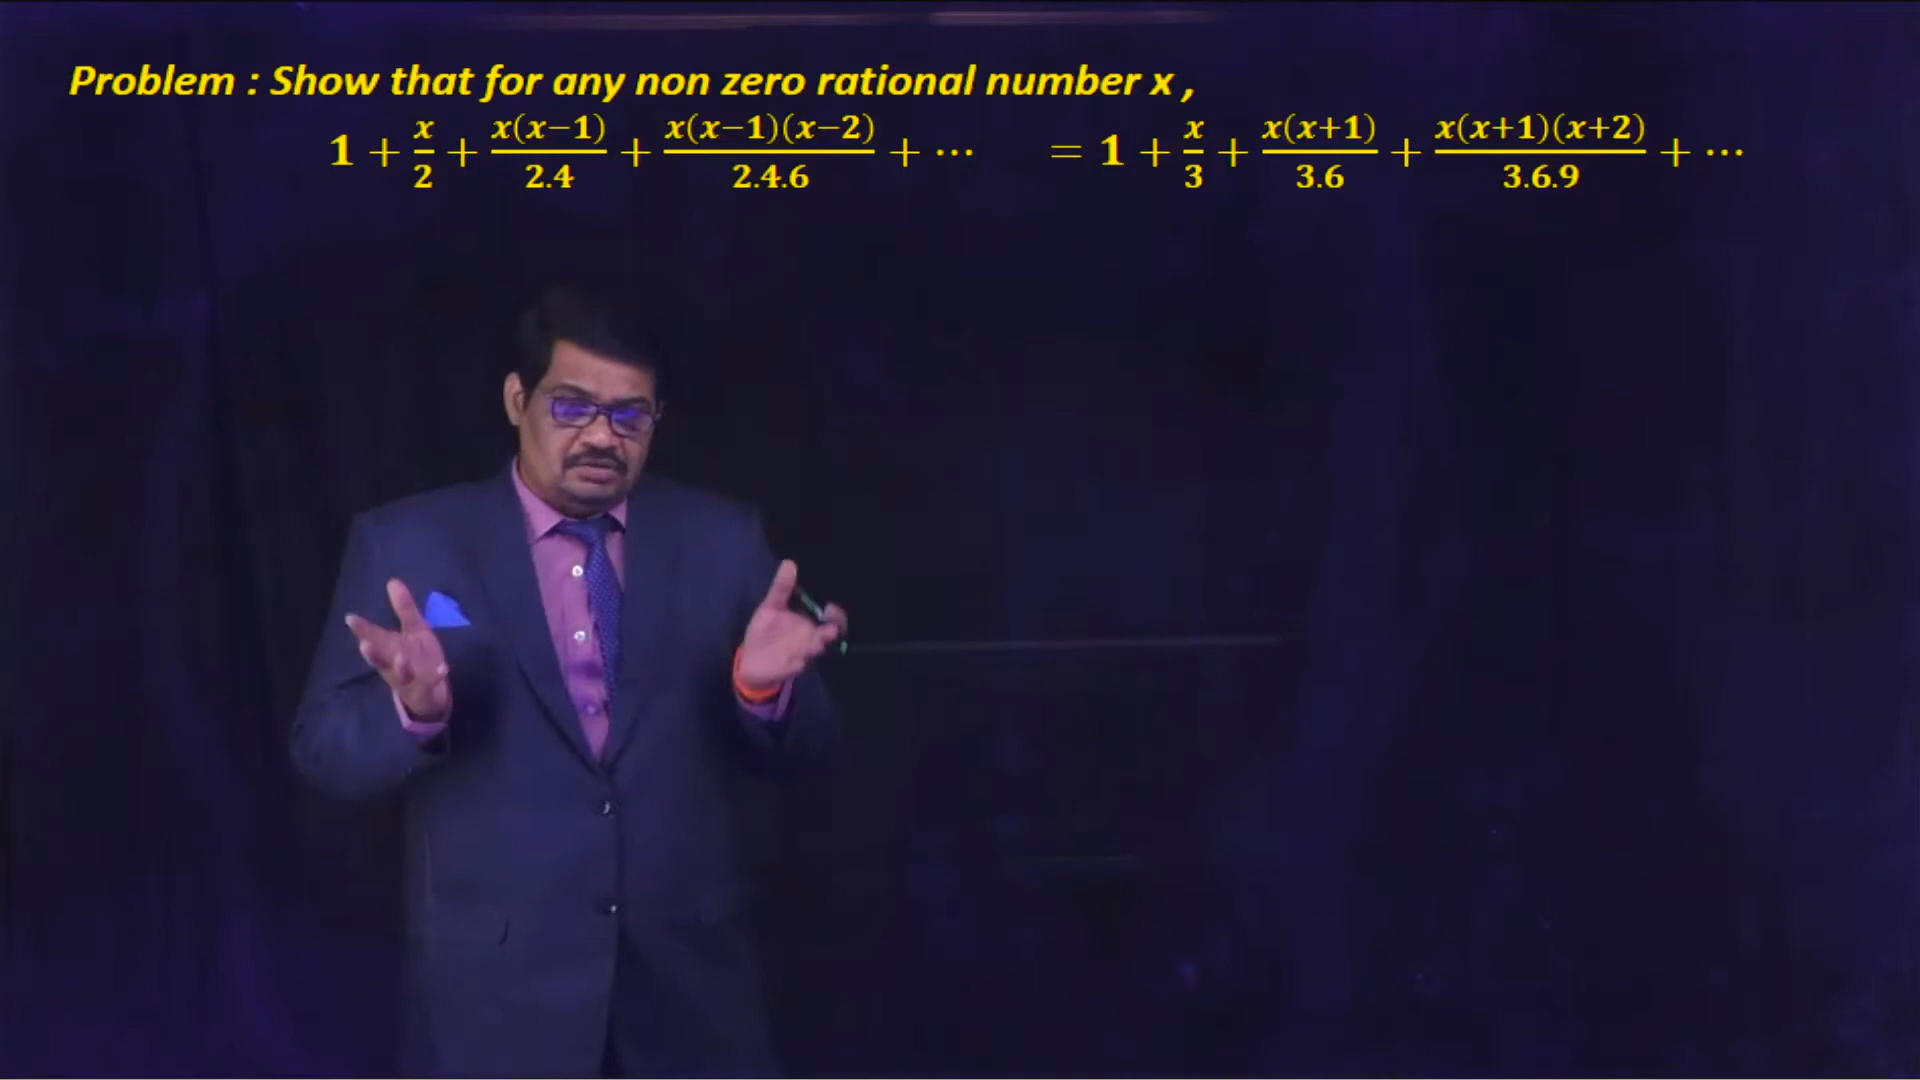 Problem : Show that for any non zero rational number x ,
1 + x/2 + x(x−1)/2.4 + x(x−1)(x−2)/2.4.6 + ⋯ = 1 + x/3 + x(x+1)/3.6 + x(x+1)(x+2)/3.6.9 + ⋯